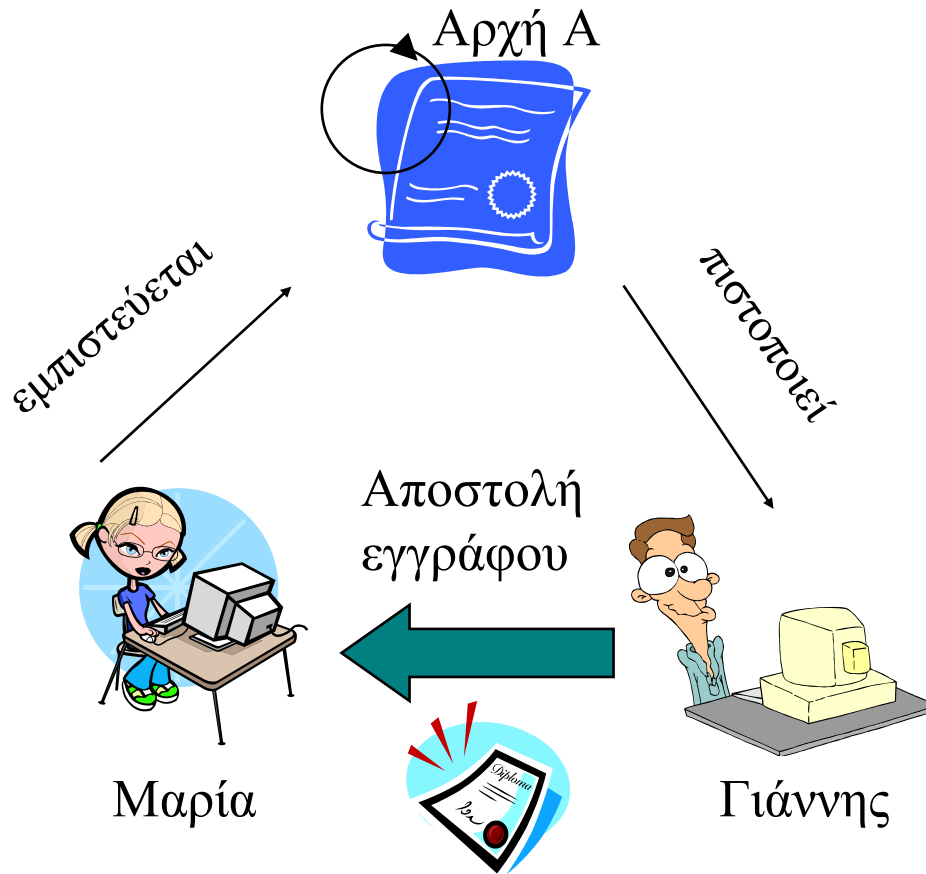 Αρχή Α
εμπιστεύεται
πιστοποιεί
Αποστολή
εγγράφου
Diploma
Μαρία
Γιάννης